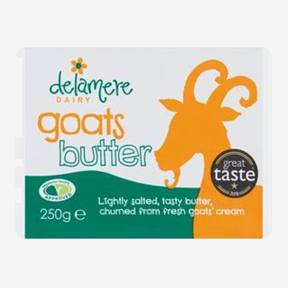 delamere
DAIRY
goats
butter
great
taste
Lightly salted, tasty butter,
churned from fresh goats' cream
250g e